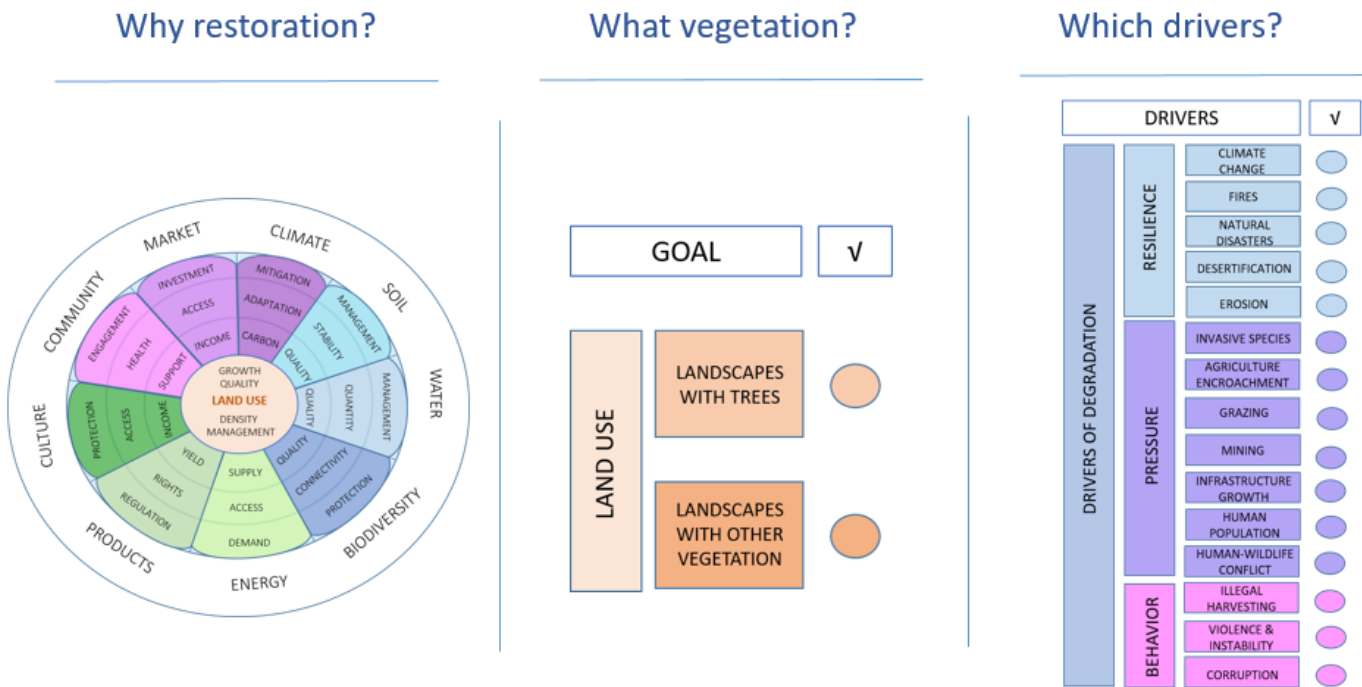 Why restoration?
What vegetation?
Which drivers?
MARKET
CLIMATE
SOIL
WATER
BIODIVERSITY
ENERGY
PRODUCTS
CULTURE
COMMUNITY
INVESTMENT
ACCESS
INCOME
MITIGATION
ADAPTATION
CARBON
MANAGEMENT
STABILITY
QUALITY
MANAGEMENT
QUANTITY
QUALITY
PROTECTION
CONNECTIVITY
QUALITY
SUPPLY
ACCESS
DEMAND
YIELD
RIGHTS
REGULATION
PROTECTION
ACCESS
INCOME
ENGAGEMENT
HEALTH
SUPPORT
GROWTH
QUALITY
LAND USE
DENSITY
MANAGEMENT
GOAL
√
LAND USE
LANDSCAPES
WITH TREES
LANDSCAPES
WITH OTHER
VEGETATION
DRIVERS
√
DRIVERS OF DEGRADATION
RESILIENCE
CLIMATE
CHANGE
FIRES
NATURAL
DISASTERS
DESERTIFICATION
EROSION
PRESSURE
INVASIVE SPECIES
AGRICULTURE
ENCROACHMENT
GRAZING
MINING
INFRASTRUCTURE
GROWTH
HUMAN
POPULATION
HUMAN-WILDLIFE
CONFLICT
BEHAVIOR
ILLEGAL
HARVESTING
VIOLENCE &
INSTABILITY
CORRUPTION